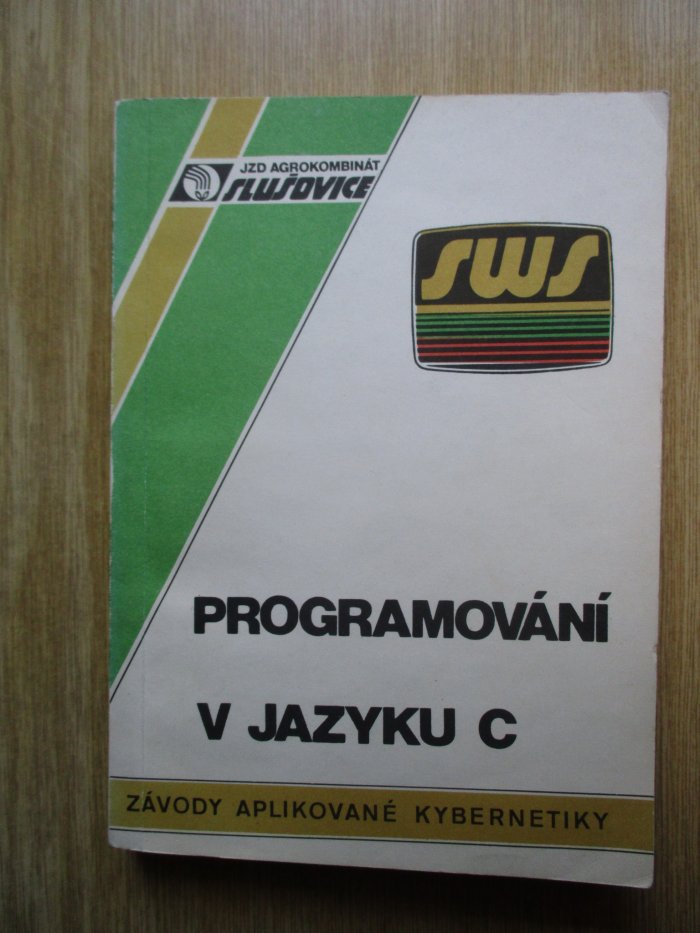 JZD AGROKOMBINÁT
SLUŠOVICE
SWS
PROGRAMOVÁNÍ
V JAZYKU C
ZÁVODY APLIKOVANÉ KYBERNETIKY